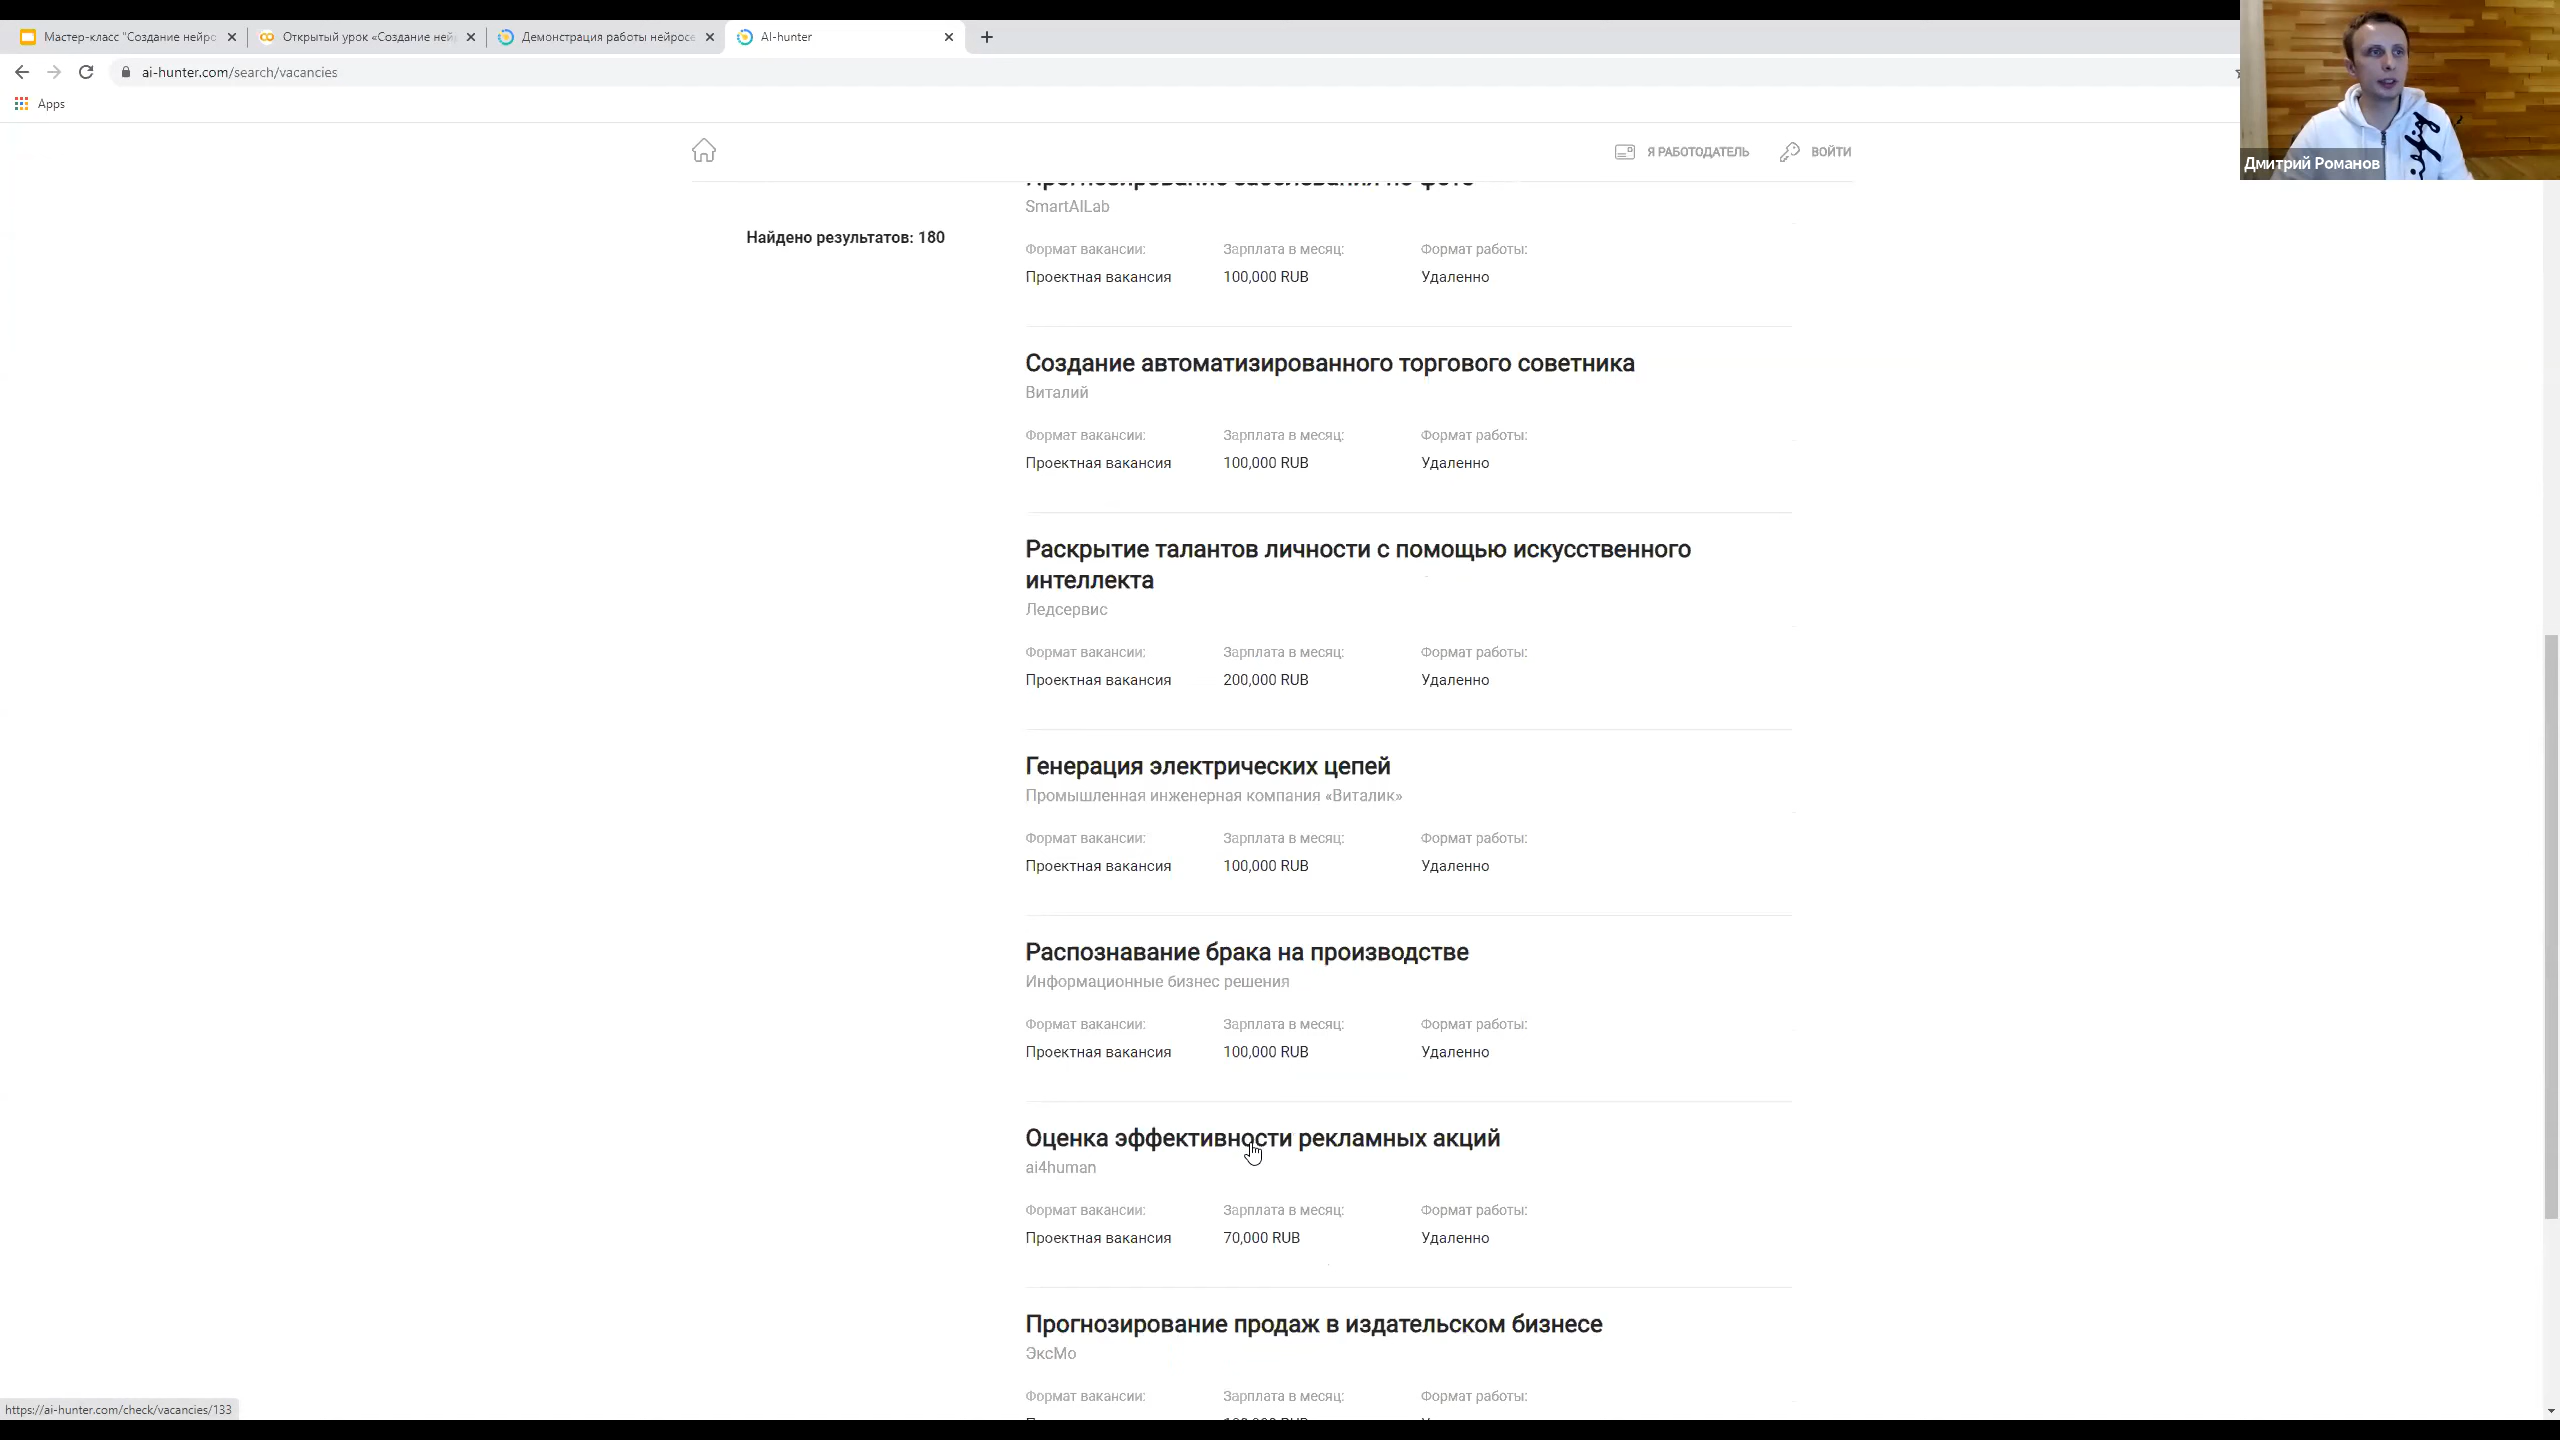 Мастер-класс "Создание нейро
Открытый урок «Создание ней
Демонстрация работы нейросе
AI-hunter
ai-hunter.com/search/vacancies
Apps
Дмитрий Романов
Я РАБОТОДАТЕЛЬ
ВОЙТИ
Найдено результатов: 180
Прогнозирование заболевания по фото
SmartAILab
Формат вакансии: Зарплата в месяц: Формат работы:
Проектная вакансия 100,000 RUB Удаленно
Создание автоматизированного торгового советника
Виталий
Формат вакансии: Зарплата в месяц: Формат работы:
Проектная вакансия 100,000 RUB Удаленно
Раскрытие талантов личности с помощью искусственного
интеллекта
Ледсервис
Формат вакансии: Зарплата в месяц: Формат работы:
Проектная вакансия 200,000 RUB Удаленно
Генерация электрических цепей
Промышленная инженерная компания «Виталик»
Формат вакансии: Зарплата в месяц: Формат работы:
Проектная вакансия 100,000 RUB Удаленно
Распознавание брака на производстве
Информационные бизнес решения
Формат вакансии: Зарплата в месяц: Формат работы:
Проектная вакансия 100,000 RUB Удаленно
Оценка эффективности рекламных акций
ai4human
Формат вакансии: Зарплата в месяц: Формат работы:
Проектная вакансия 70,000 RUB Удаленно
Прогнозирование продаж в издательском бизнесе
ЭксМо
Формат вакансии: Зарплата в месяц: Формат работы:
https://ai-hunter.com/check/vacancies/133